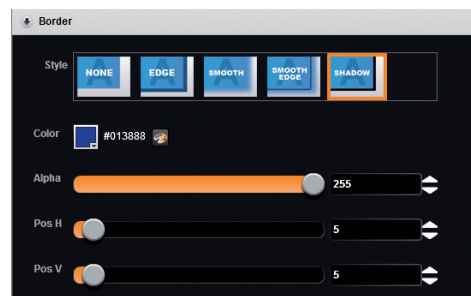 Border
Style NONE EDGE SMOOTH SMOOTH EDGE SHADOW
Color #013888
Alpha 255
Pos H 5
Pos V 5